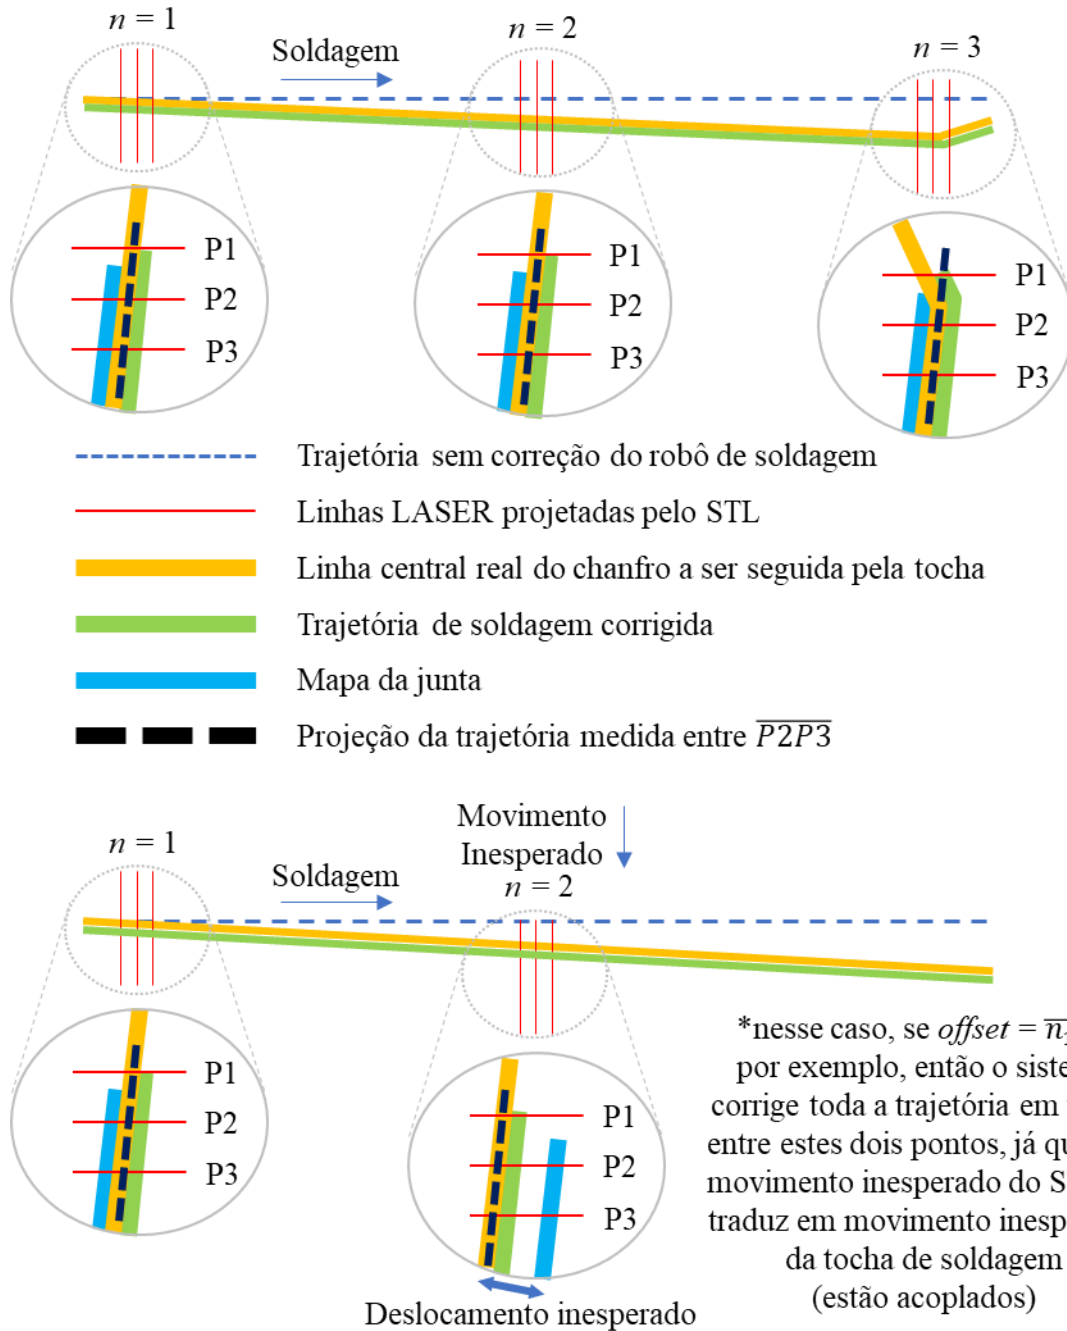 n = 1
Soldagem
n = 2
n = 3
P1
P2
P3
P1
P2
P3
P1
P2
P3
Trajetória sem correção do robô de soldagem
Linhas LASER projetadas pelo STL
Linha central real do chanfro a ser seguida pela tocha
Trajetória de soldagem corrigida
Mapa da junta
Projeção da trajetória medida entre P2P3
Movimento
Inesperado
n = 1
Soldagem
n = 2
P1
P2
P3
P1
P2
P3
Deslocamento inesperado
*nesse caso, se offset =
por exemplo, então o
corrige toda a trajetória em
entre estes dois pontos, já
movimento inesperado do
traduz em movimento
da tocha de soldagem
(estão acoplados)